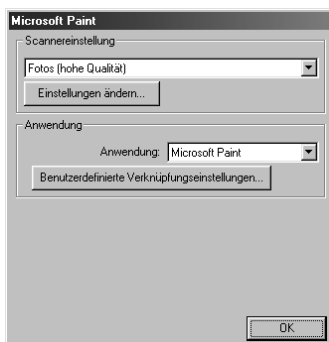 Microsoft Paint
Scannereinstellung
Fotos (hohe Qualität)
Einstellungen ändern...
Anwendung
Anwendung: Microsoft Paint
Benutzerdefinierte Verknüpfungseinstellungen...
OK